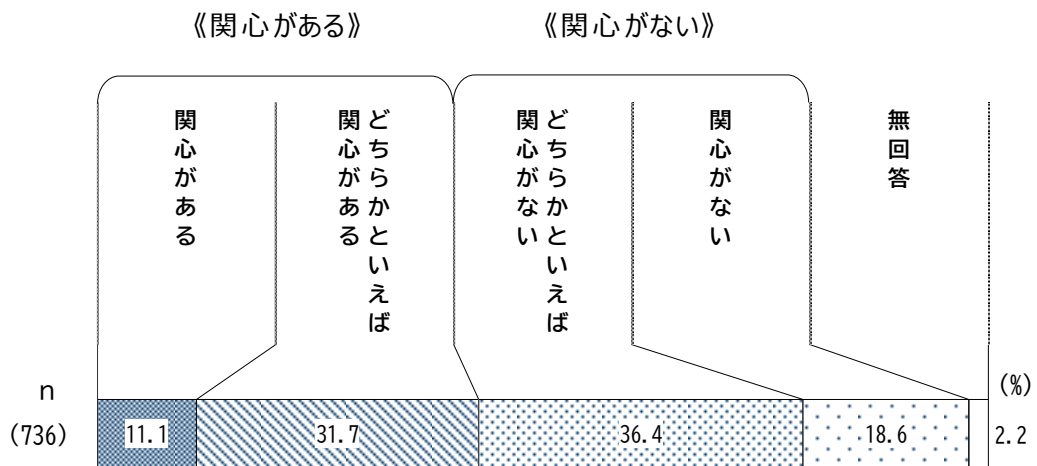 《関心がある》
《関心がない》
関心がある
どちらかといえば
関心がある
どちらかといえば
関心がない
関心がない
無回答
n
(%)
(736)
11.1
31.7
36.4
18.6
2.2